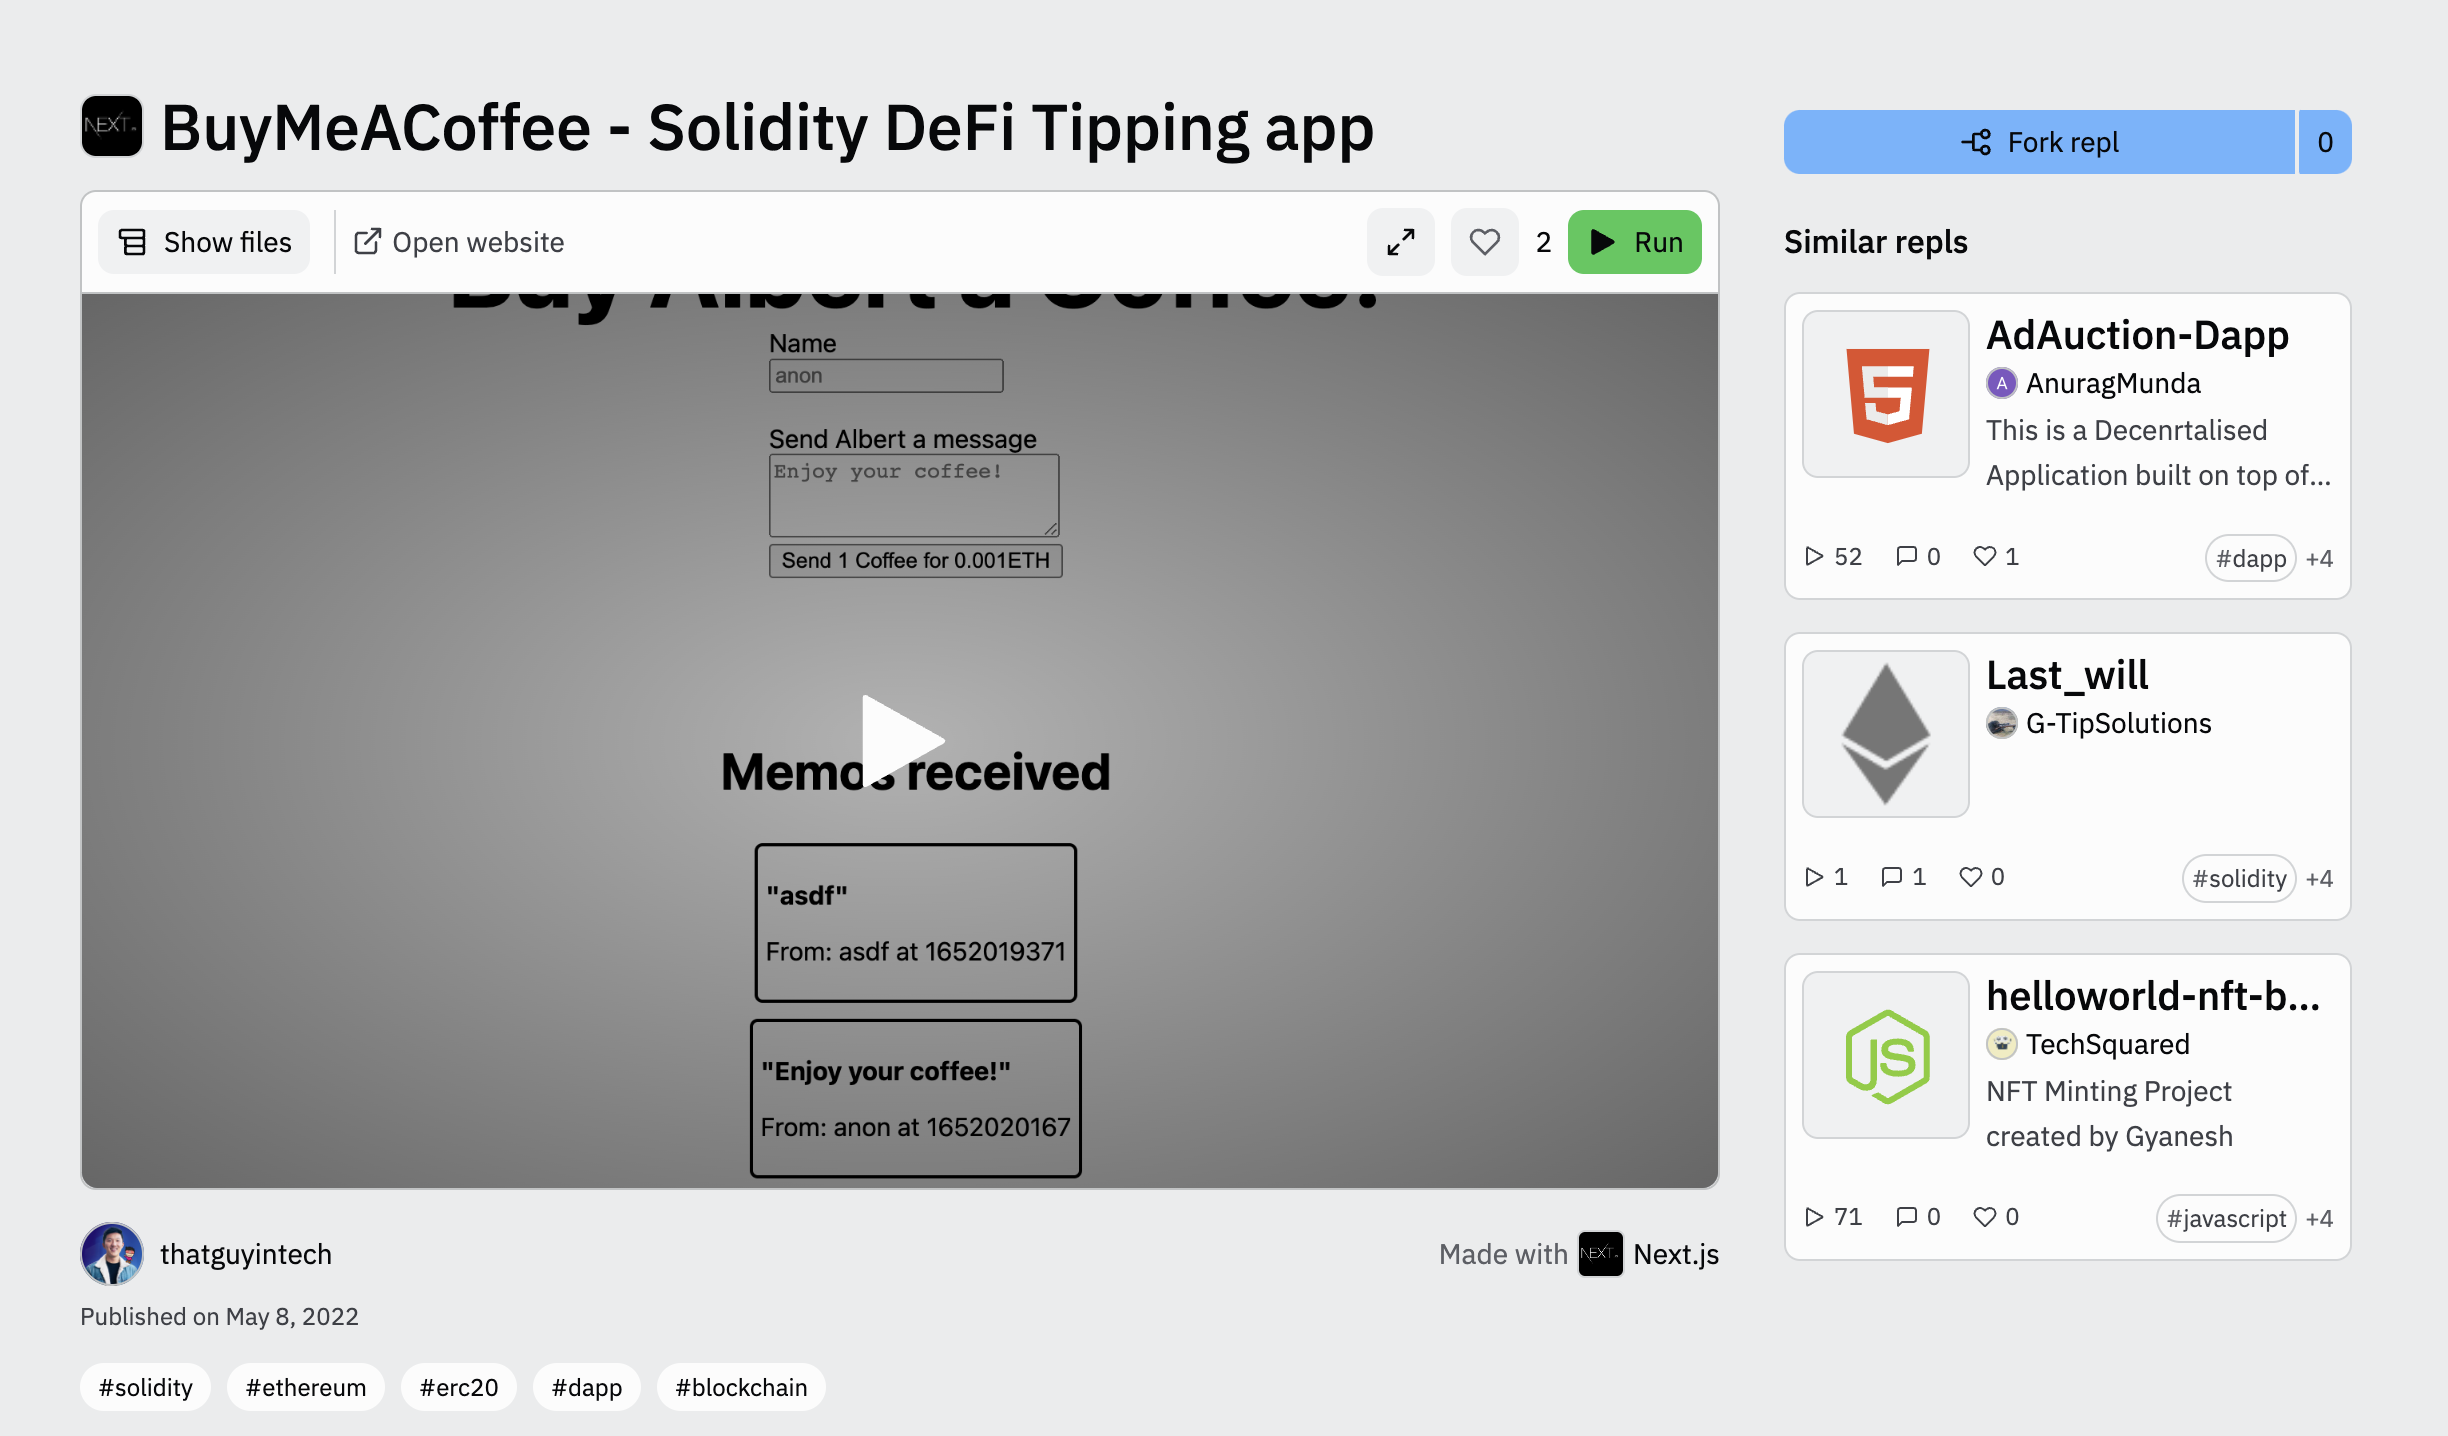 NEXT.
BuyMeACoffee - Solidity DeFi Tipping app
Show files
Open website
2
Run
Buy Albert a Coffee!
Name
anon
Send Albert a message
Enjoy your coffee!
Send 1 Coffee for 0.001ETH
Memos received
"asdf"
From: asdf at 1652019371
"Enjoy your coffee!"
From: anon at 1652020167
thatguyintech
Made with NEXT. Next.js
Published on May 8, 2022
#solidity #ethereum #erc20 #dapp #blockchain
Fork repl 0
Similar repls
AdAuction-Dapp
A AnuragMunda
This is a Decenrtalised
Application built on top of...
52 0 1 #dapp +4
Last_will
G-TipSolutions
1 1 0 #solidity +4
JS
helloworld-nft-b...
TechSquared
NFT Minting Project
created by Gyanesh
71 0 0 #javascript +4